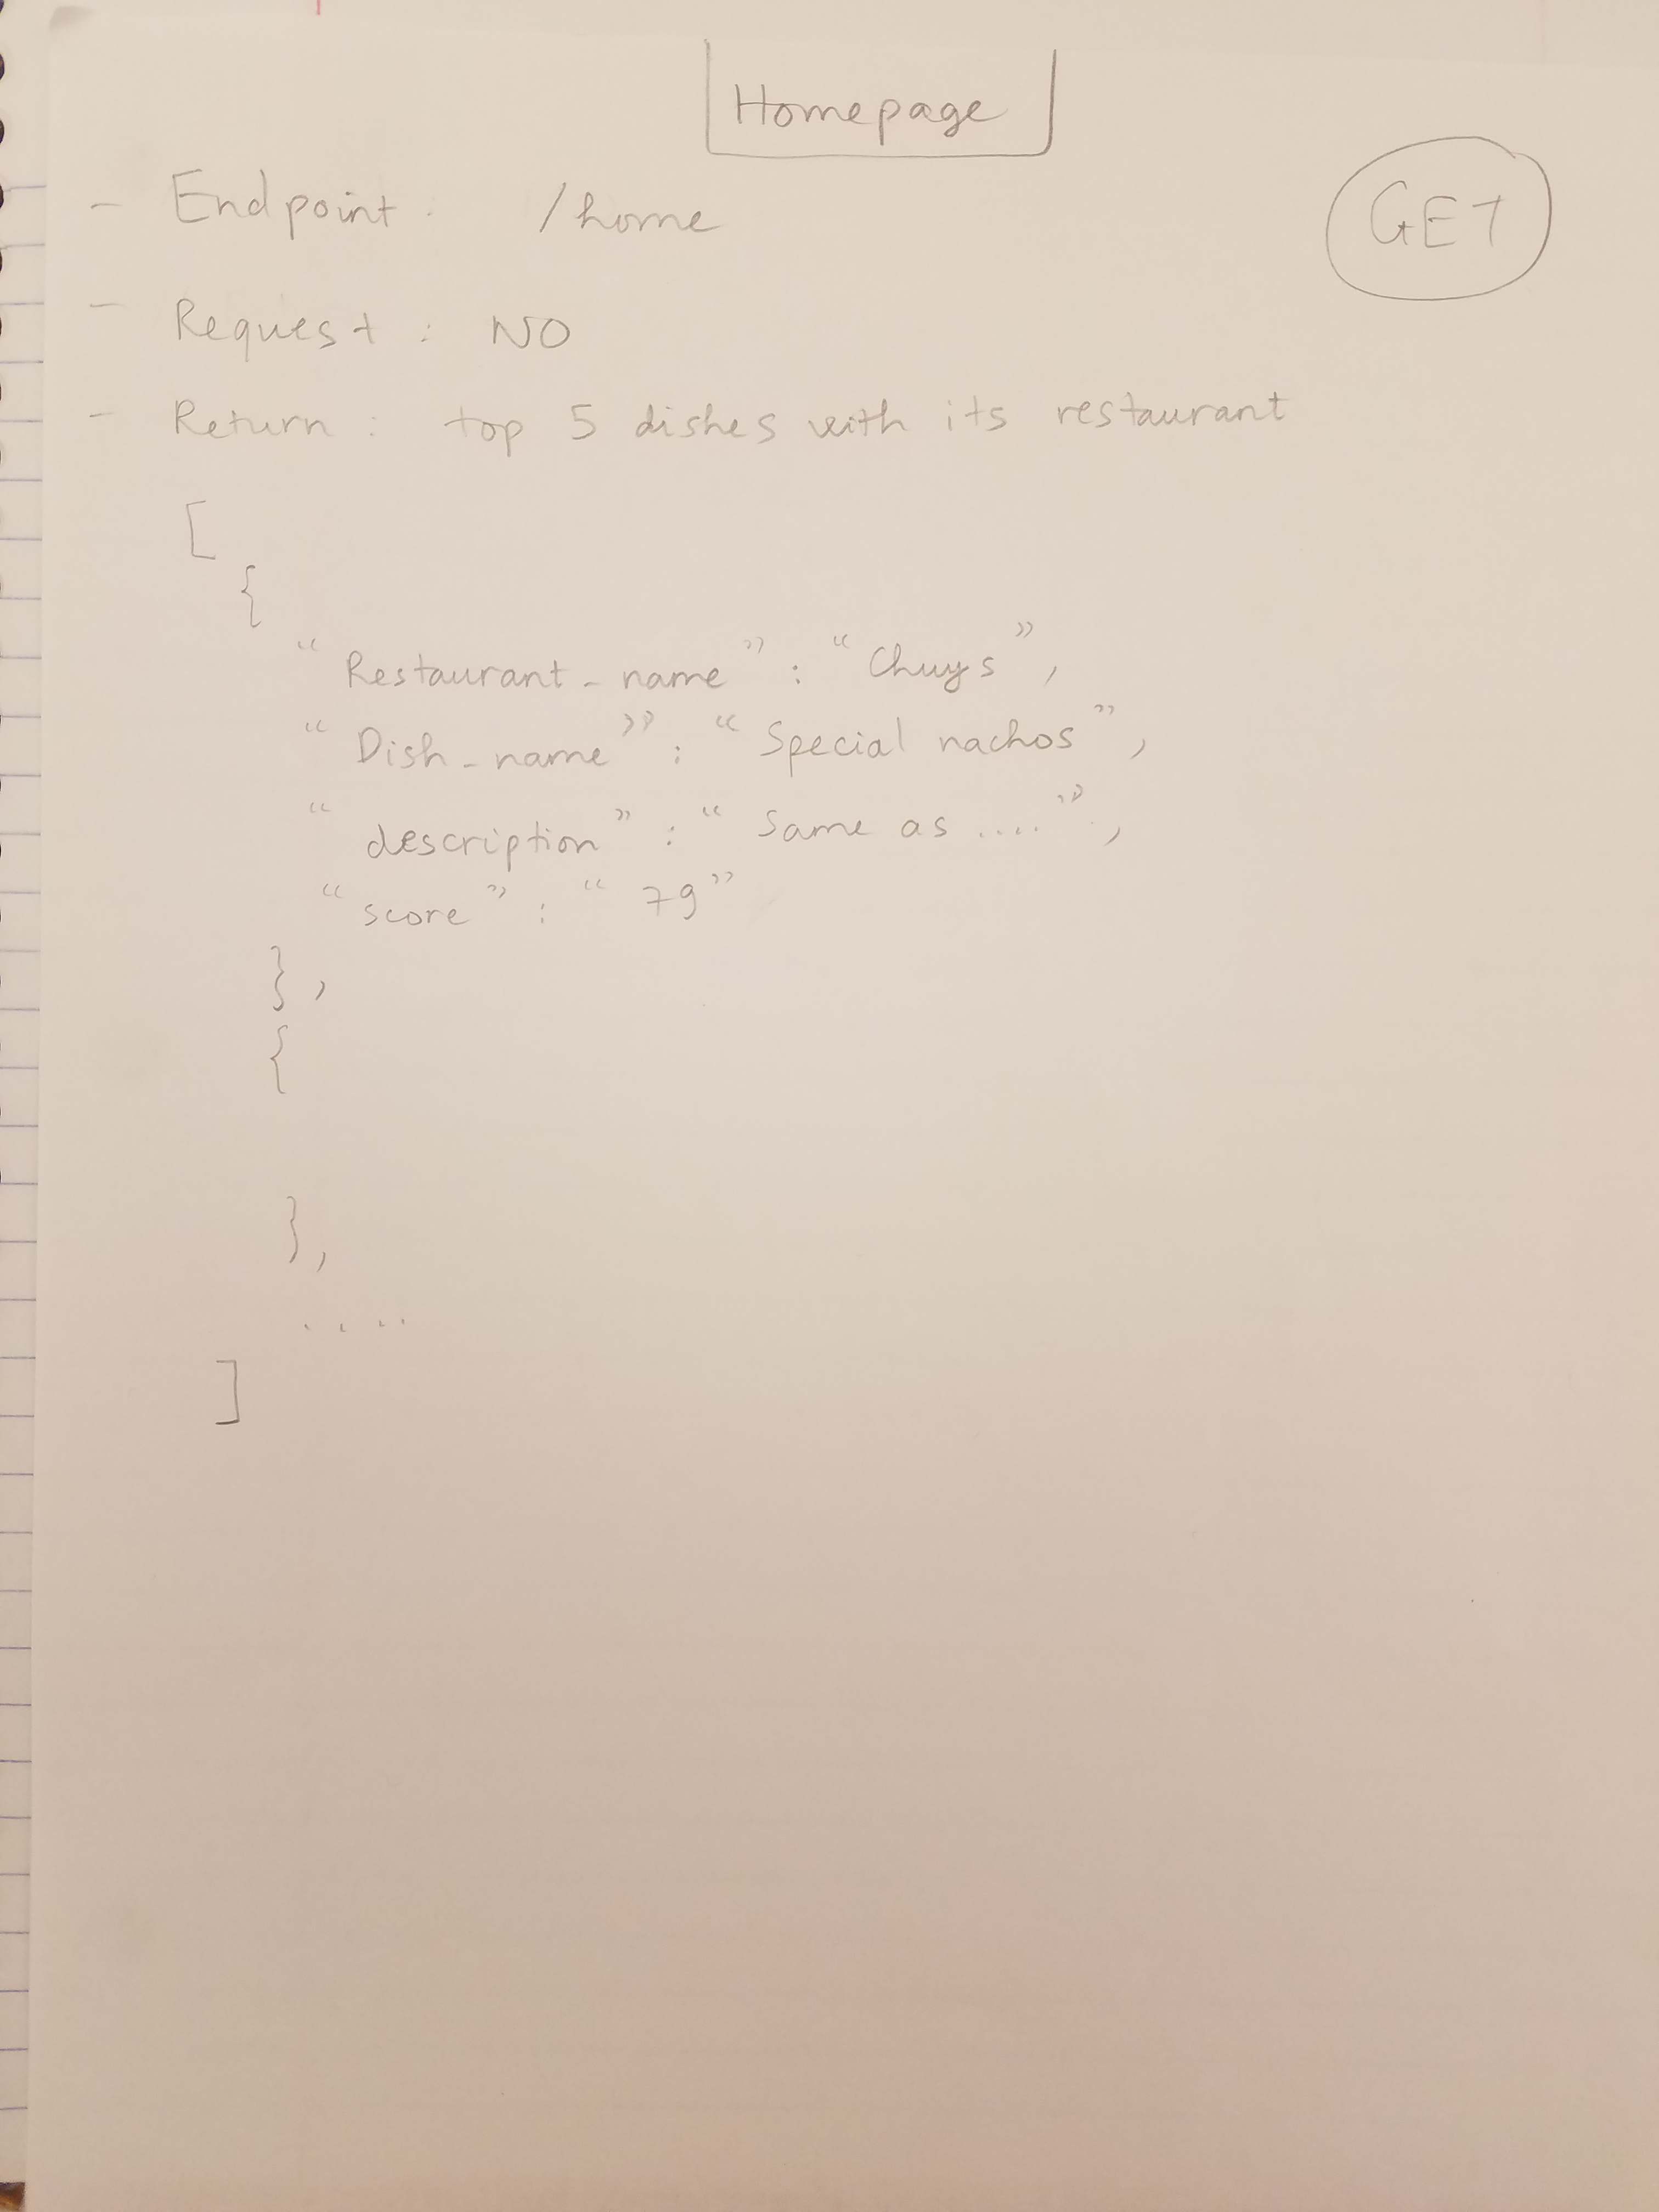 Homepage
- Endpoint. /home
GET
- Request : NO
- Return : top 5 dishes with its restaurant
[
{
"Restaurant_name" : "Chuys",
"Dish_name" : "Special nachos",
"description" : "Same as ....",
"score" : "79"
},
{
},
....
]